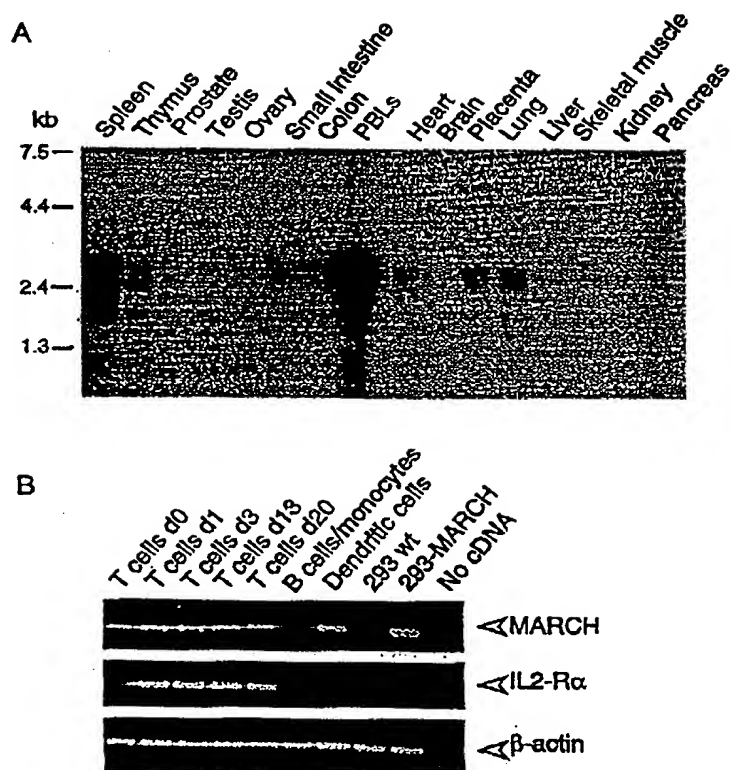 A
kb
Spleen
Thymus
Prostate
Testis
Ovary
Small Intestine
Colon
PBLs
Heart
Brain
Placenta
Lung
Liver
Skeletal muscle
Kidney
Pancreas
7.5
4.4
2.4
1.3
B
T cells d0
T cells d1
T cells d3
T cells d13
T cells d20
B cells/monocytes
Dendritic cells
293 wt
293-MARCH
No cDNA
MARCH
IL2-Rα
β-actin